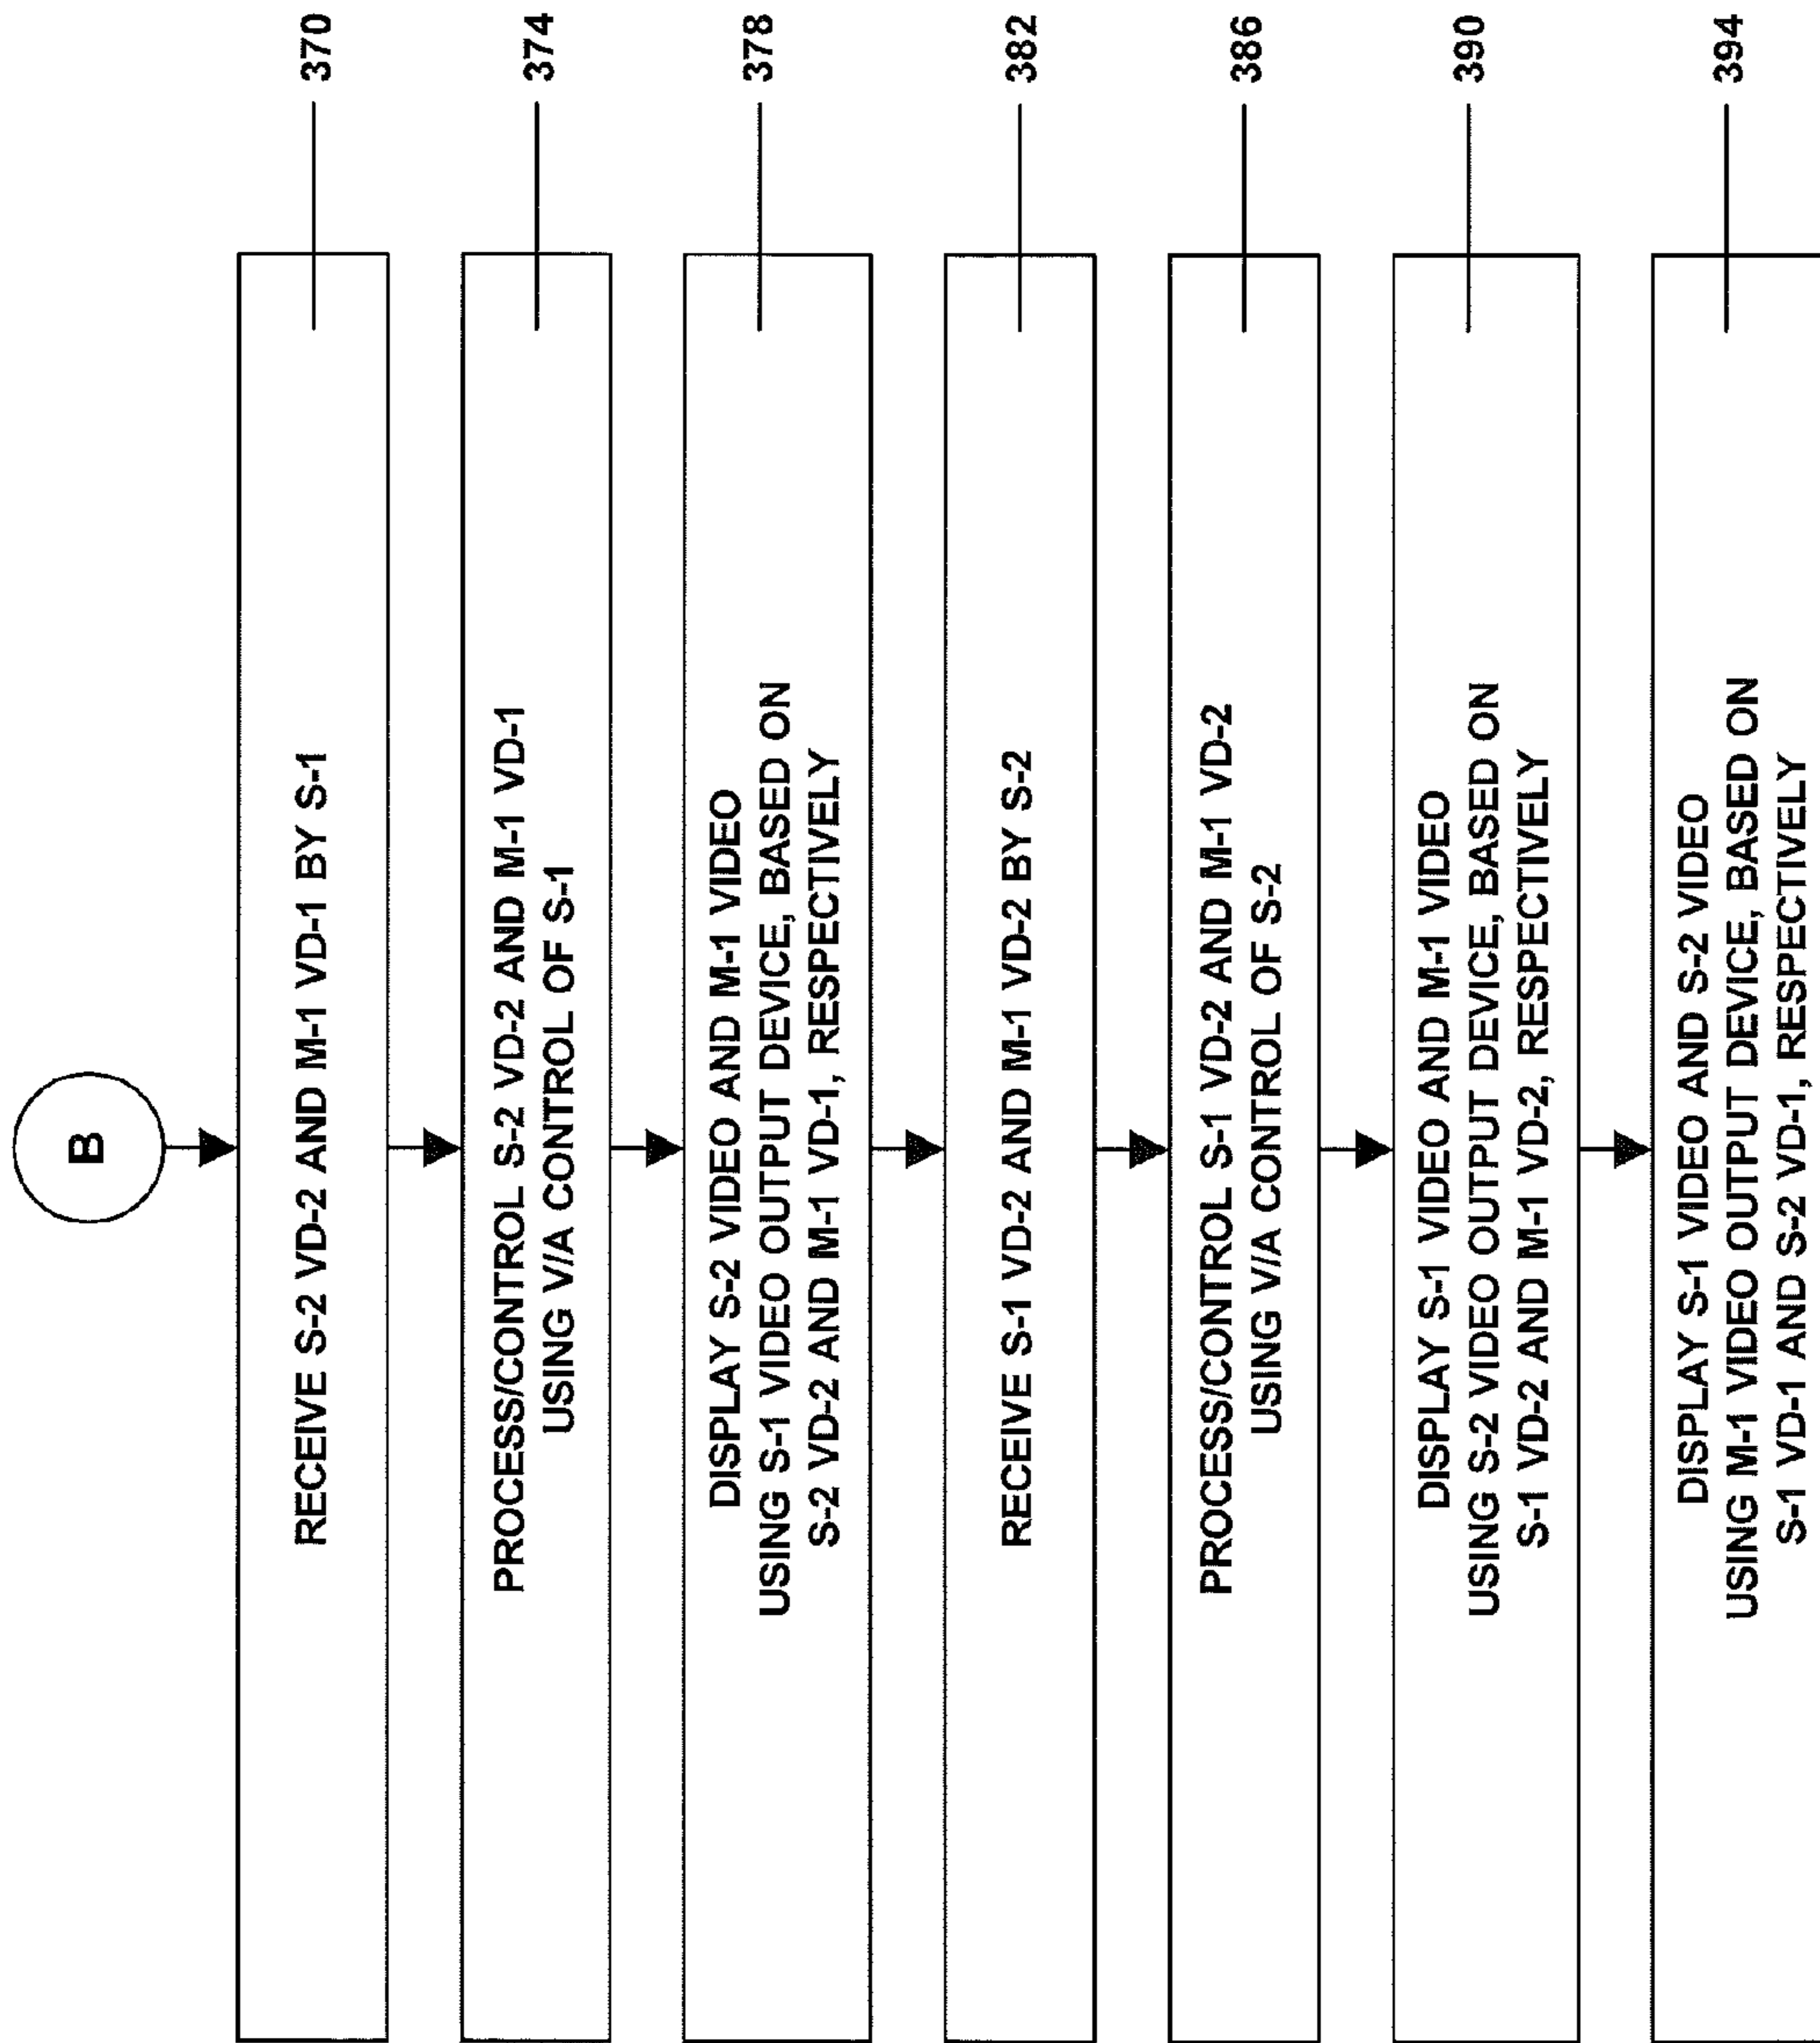 B
RECEIVE S-2 VD-2 AND M-1 VD-1 BY S-1
370
PROCESS/CONTROL S-2 VD-2 AND M-1 VD-1
USING V/A CONTROL OF S-1
374
DISPLAY S-2 VIDEO AND M-1 VIDEO
USING S-1 VIDEO OUTPUT DEVICE, BASED ON
S-2 VD-2 AND M-1 VD-1, RESPECTIVELY
378
RECEIVE S-1 VD-2 AND M-1 VD-2 BY S-2
382
PROCESS/CONTROL S-1 VD-2 AND M-1 VD-2
USING V/A CONTROL OF S-2
386
DISPLAY S-1 VIDEO AND M-1 VIDEO
USING S-2 VIDEO OUTPUT DEVICE, BASED ON
S-1 VD-2 AND M-1 VD-2, RESPECTIVELY
390
DISPLAY S-1 VIDEO AND S-2 VIDEO
USING M-1 VIDEO OUTPUT DEVICE, BASED ON
S-1 VD-1 AND S-2 VD-1, RESPECTIVELY
394